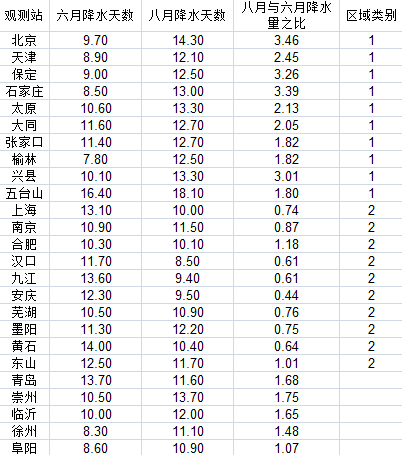 观测站 六月降水天数 八月降水天数 八月与六月降水
量之比 区域类别
北京 9.70 14.30 3.46 1
天津 8.90 12.10 2.45 1
保定 9.00 12.50 3.26 1
石家庄 8.50 13.00 3.39 1
太原 10.60 13.30 2.13 1
大同 11.60 12.70 2.05 1
张家口 11.40 12.70 1.82 1
榆林 7.80 12.50 1.82 1
兴县 10.10 13.30 3.01 1
五台山 16.40 18.10 1.80 1
上海 13.10 10.00 0.74 2
南京 10.90 11.50 0.87 2
合肥 10.30 10.10 1.18 2
汉口 11.70 8.50 0.61 2
九江 13.60 9.40 0.61 2
安庆 12.30 9.50 0.44 2
芜湖 10.50 10.90 0.76 2
墨阳 11.30 12.20 0.75 2
黄石 14.00 10.40 0.64 2
东山 12.50 11.70 1.01 2
青岛 13.70 11.60 1.68
崇州 10.50 13.70 1.75
临沂 10.00 12.00 1.65
徐州 8.30 11.10 1.48
阜阳 8.60 10.90 1.07